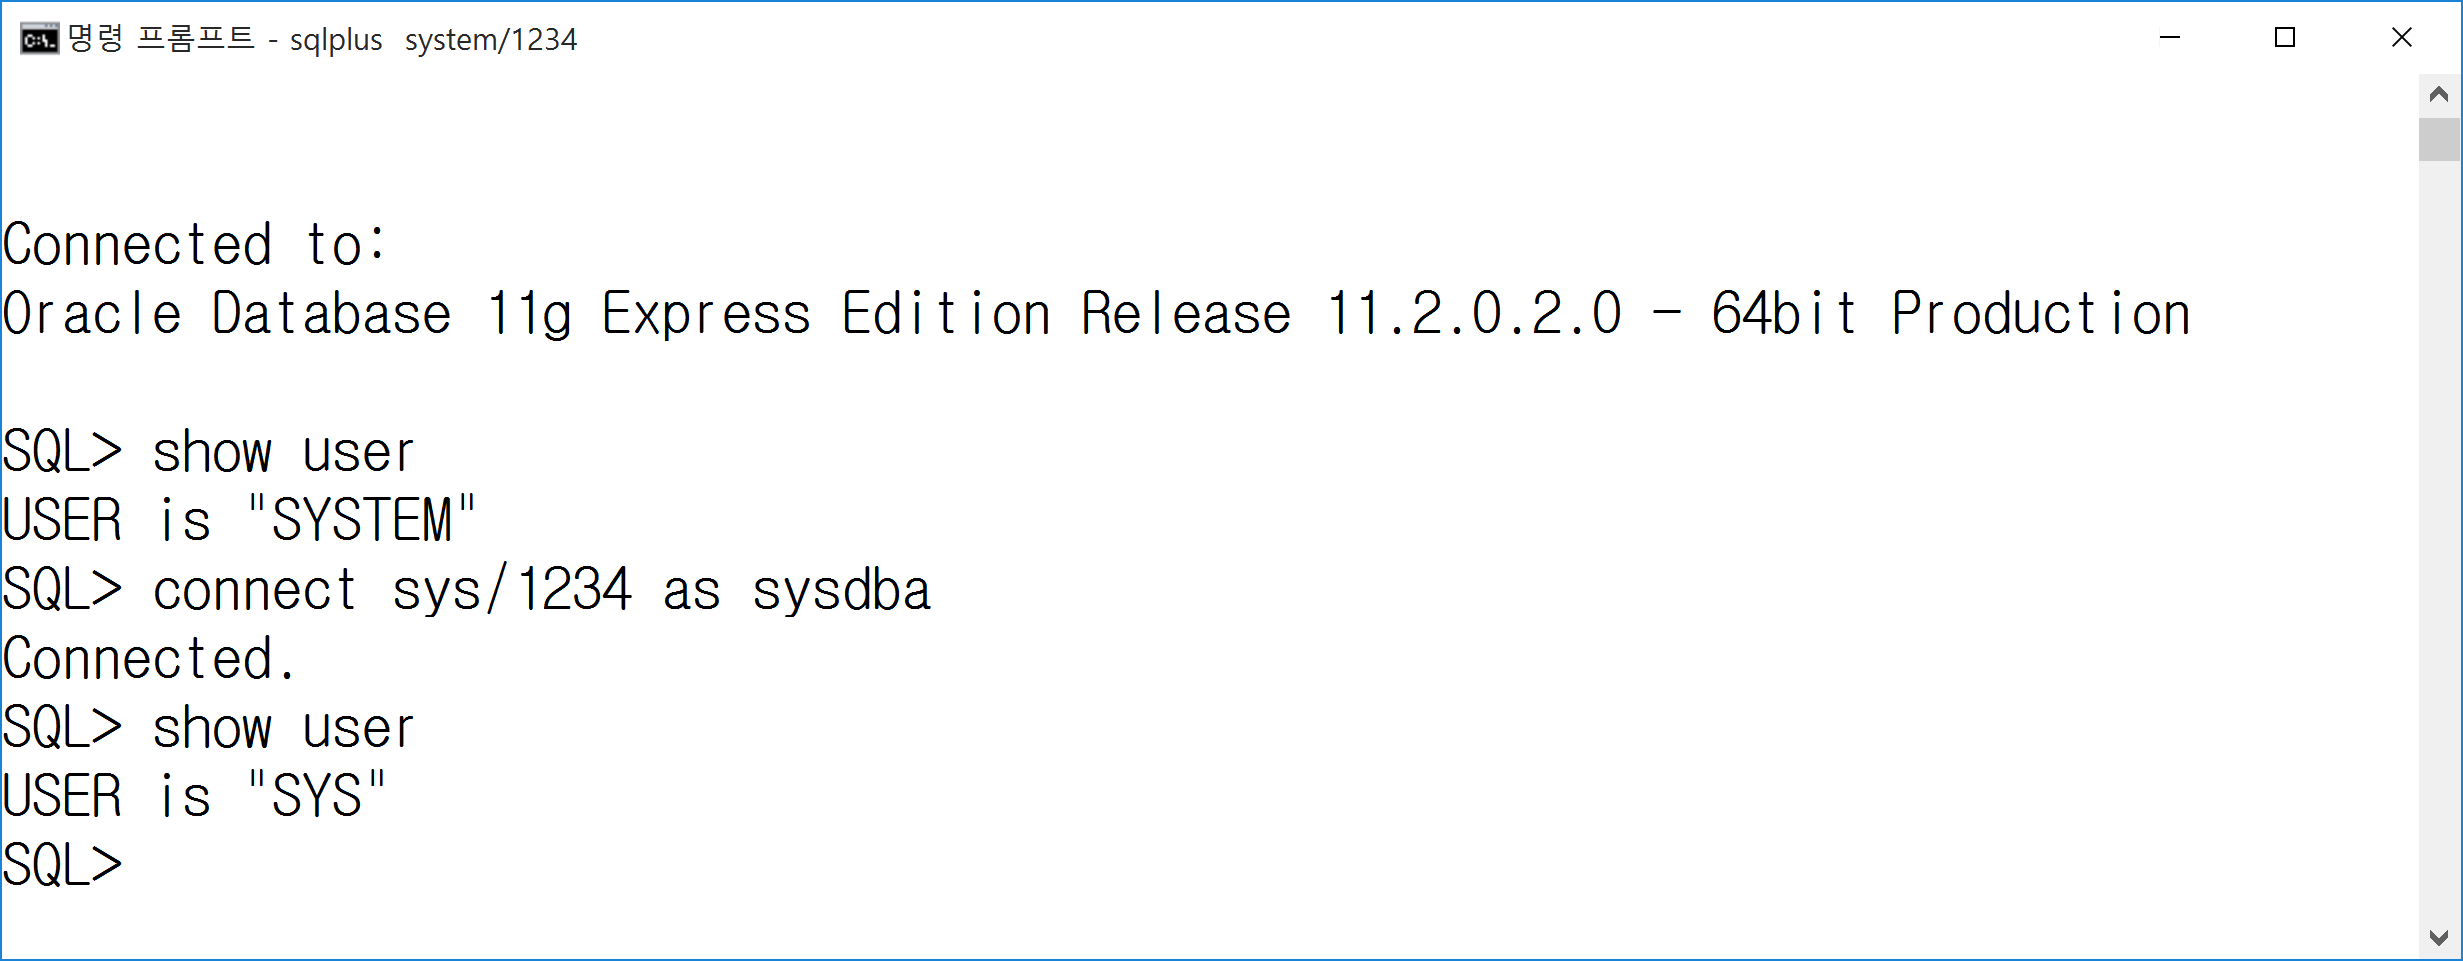 명령 프롬프트 - sqlplus  system/1234
Connected to:
Oracle Database 11g Express Edition Release 11.2.0.2.0 - 64bit Production
SQL> show user
USER is "SYSTEM"
SQL> connect sys/1234 as sysdba
Connected.
SQL> show user
USER is "SYS"
SQL>